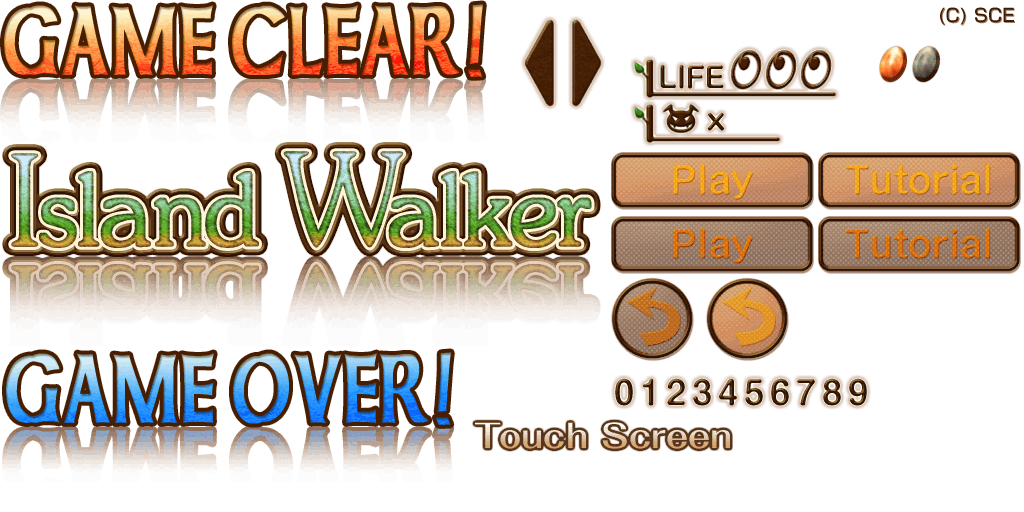 GAME CLEAR!
(C) SCE
LIFE
×
Island Walker
Play
Tutorial
Play
Tutorial
GAME OVER!
0123456789
Touch Screen